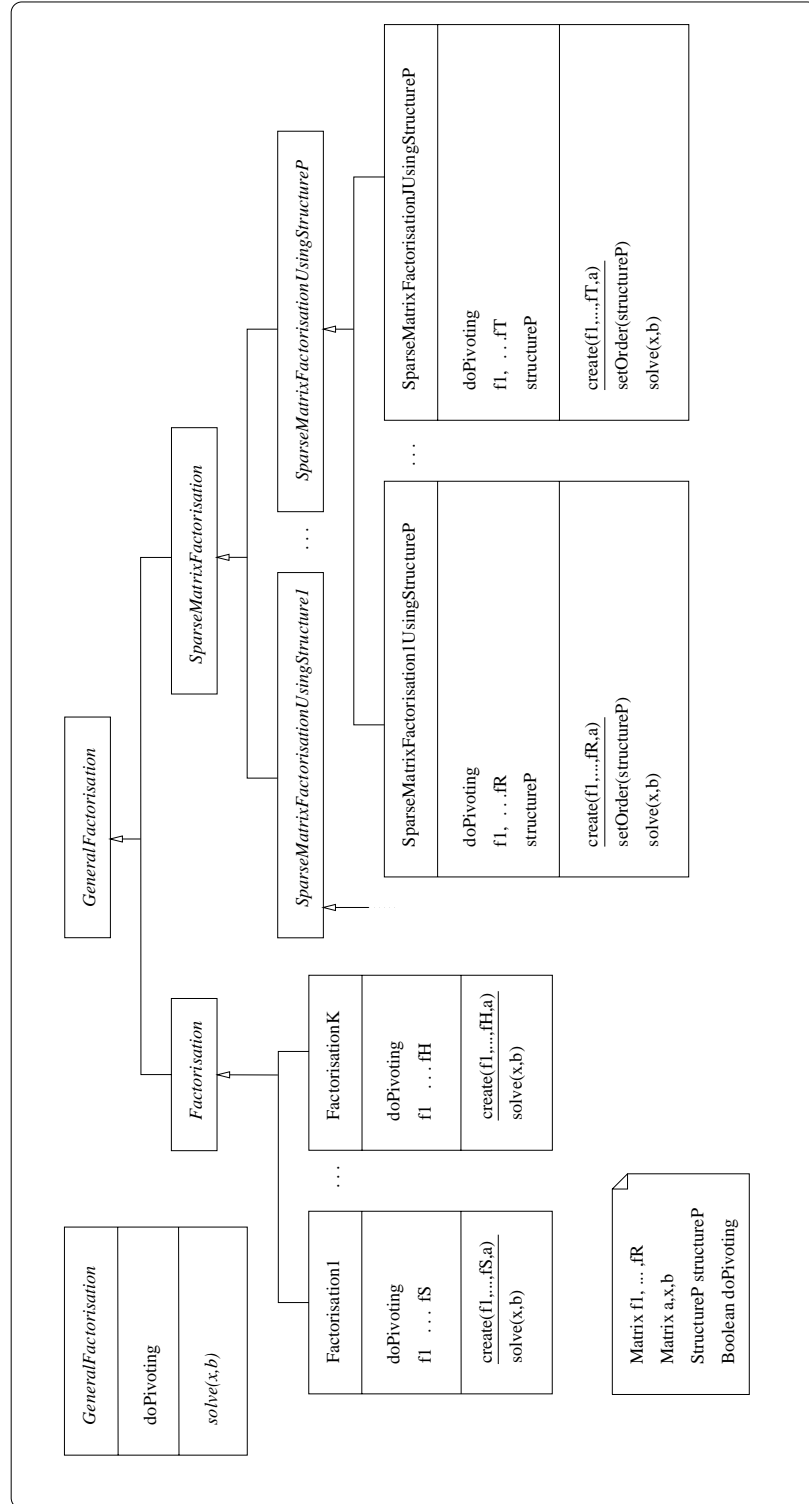 GeneralFactorisation
doPivoting
solve(x,b)
GeneralFactorisation
Factorisation
SparseMatrixFactorisation
SparseMatrixFactorisationUsingStructure1
. . .
SparseMatrixFactorisationUsingStructureP
Factorisation1
doPivoting
f1 . . . fS
create(f1,...,fS,a)
solve(x,b)
. . .
FactorisationK
doPivoting
f1 . . . fH
create(f1,...,fH,a)
solve(x,b)
SparseMatrixFactorisation1UsingStructureP
doPivoting
f1, . . .fR
structureP
create(f1,...,fR,a)
setOrder(structureP)
solve(x,b)
. . .
SparseMatrixFactorisationJUsingStructureP
doPivoting
f1, . . .fT
structureP
create(f1,...,fT,a)
setOrder(structureP)
solve(x,b)
Matrix f1, ... ,fR
Matrix a,x,b
StructureP structureP
Boolean doPivoting